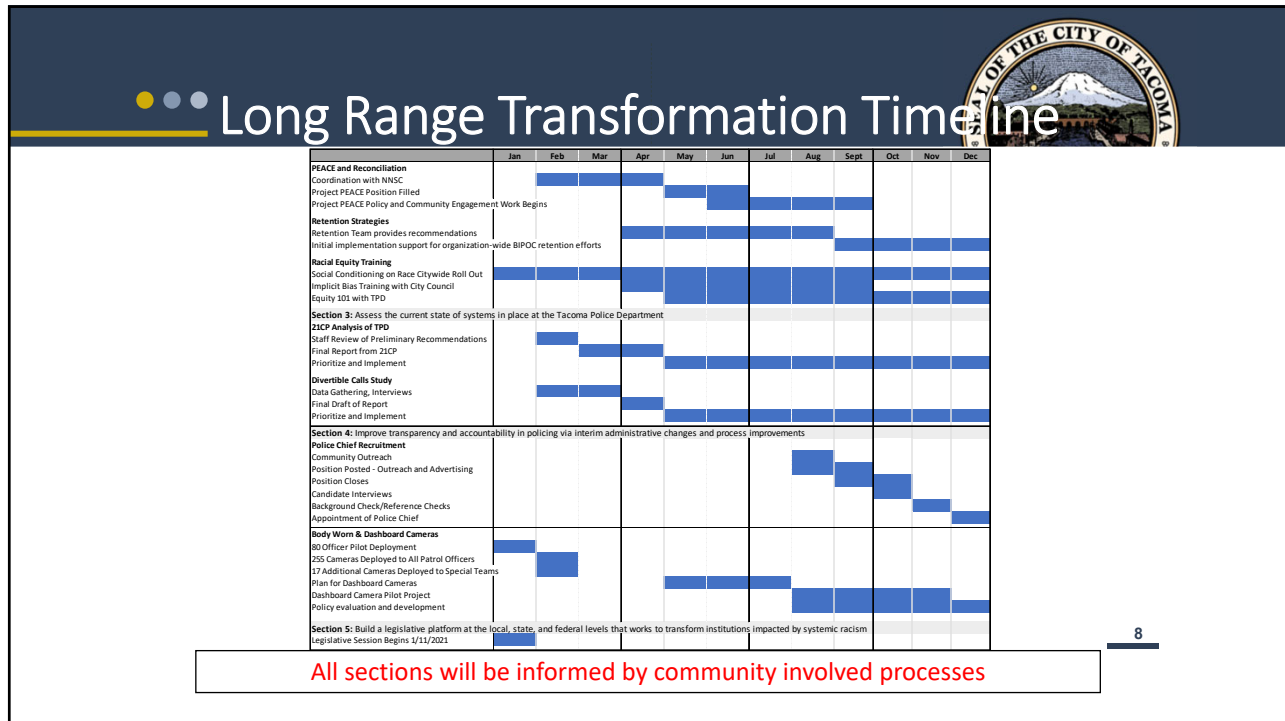 SEAL OF THE CITY OF TACOMA
Long Range Transformation Timeline
Jan Feb Mar Apr May Jun Jul Aug Sept Oct Nov Dec
PEACE and Reconciliation
Coordination with NNSC
Project PEACE Position Filled
Project PEACE Policy and Community Engagement Work Begins
Retention Strategies
Retention Team provides recommendations
Initial implementation support for organization-wide BIPOC retention efforts
Racial Equity Training
Social Conditioning on Race Citywide Roll Out
Implicit Bias Training with City Council
Equity 101 with TPD
Section 3: Assess the current state of systems in place at the Tacoma Police Department
21CP Analysis of TPD
Staff Review of Preliminary Recommendations
Final Report from 21CP
Prioritize and Implement
Divertible Calls Study
Data Gathering, Interviews
Final Draft of Report
Prioritize and Implement
Section 4: Improve transparency and accountability in policing via interim administrative changes and process improvements
Police Chief Recruitment
Community Outreach
Position Posted - Outreach and Advertising
Position Closes
Candidate Interviews
Background Check/Reference Checks
Appointment of Police Chief
Body Worn & Dashboard Cameras
80 Officer Pilot Deployment
255 Cameras Deployed to All Patrol Officers
17 Additional Cameras Deployed to Special Teams
Plan for Dashboard Cameras
Dashboard Camera Pilot Project
Policy evaluation and development
Section 5: Build a legislative platform at the local, state, and federal levels that works to transform institutions impacted by systemic racism
Legislative Session Begins 1/11/2021
8
All sections will be informed by community involved processes